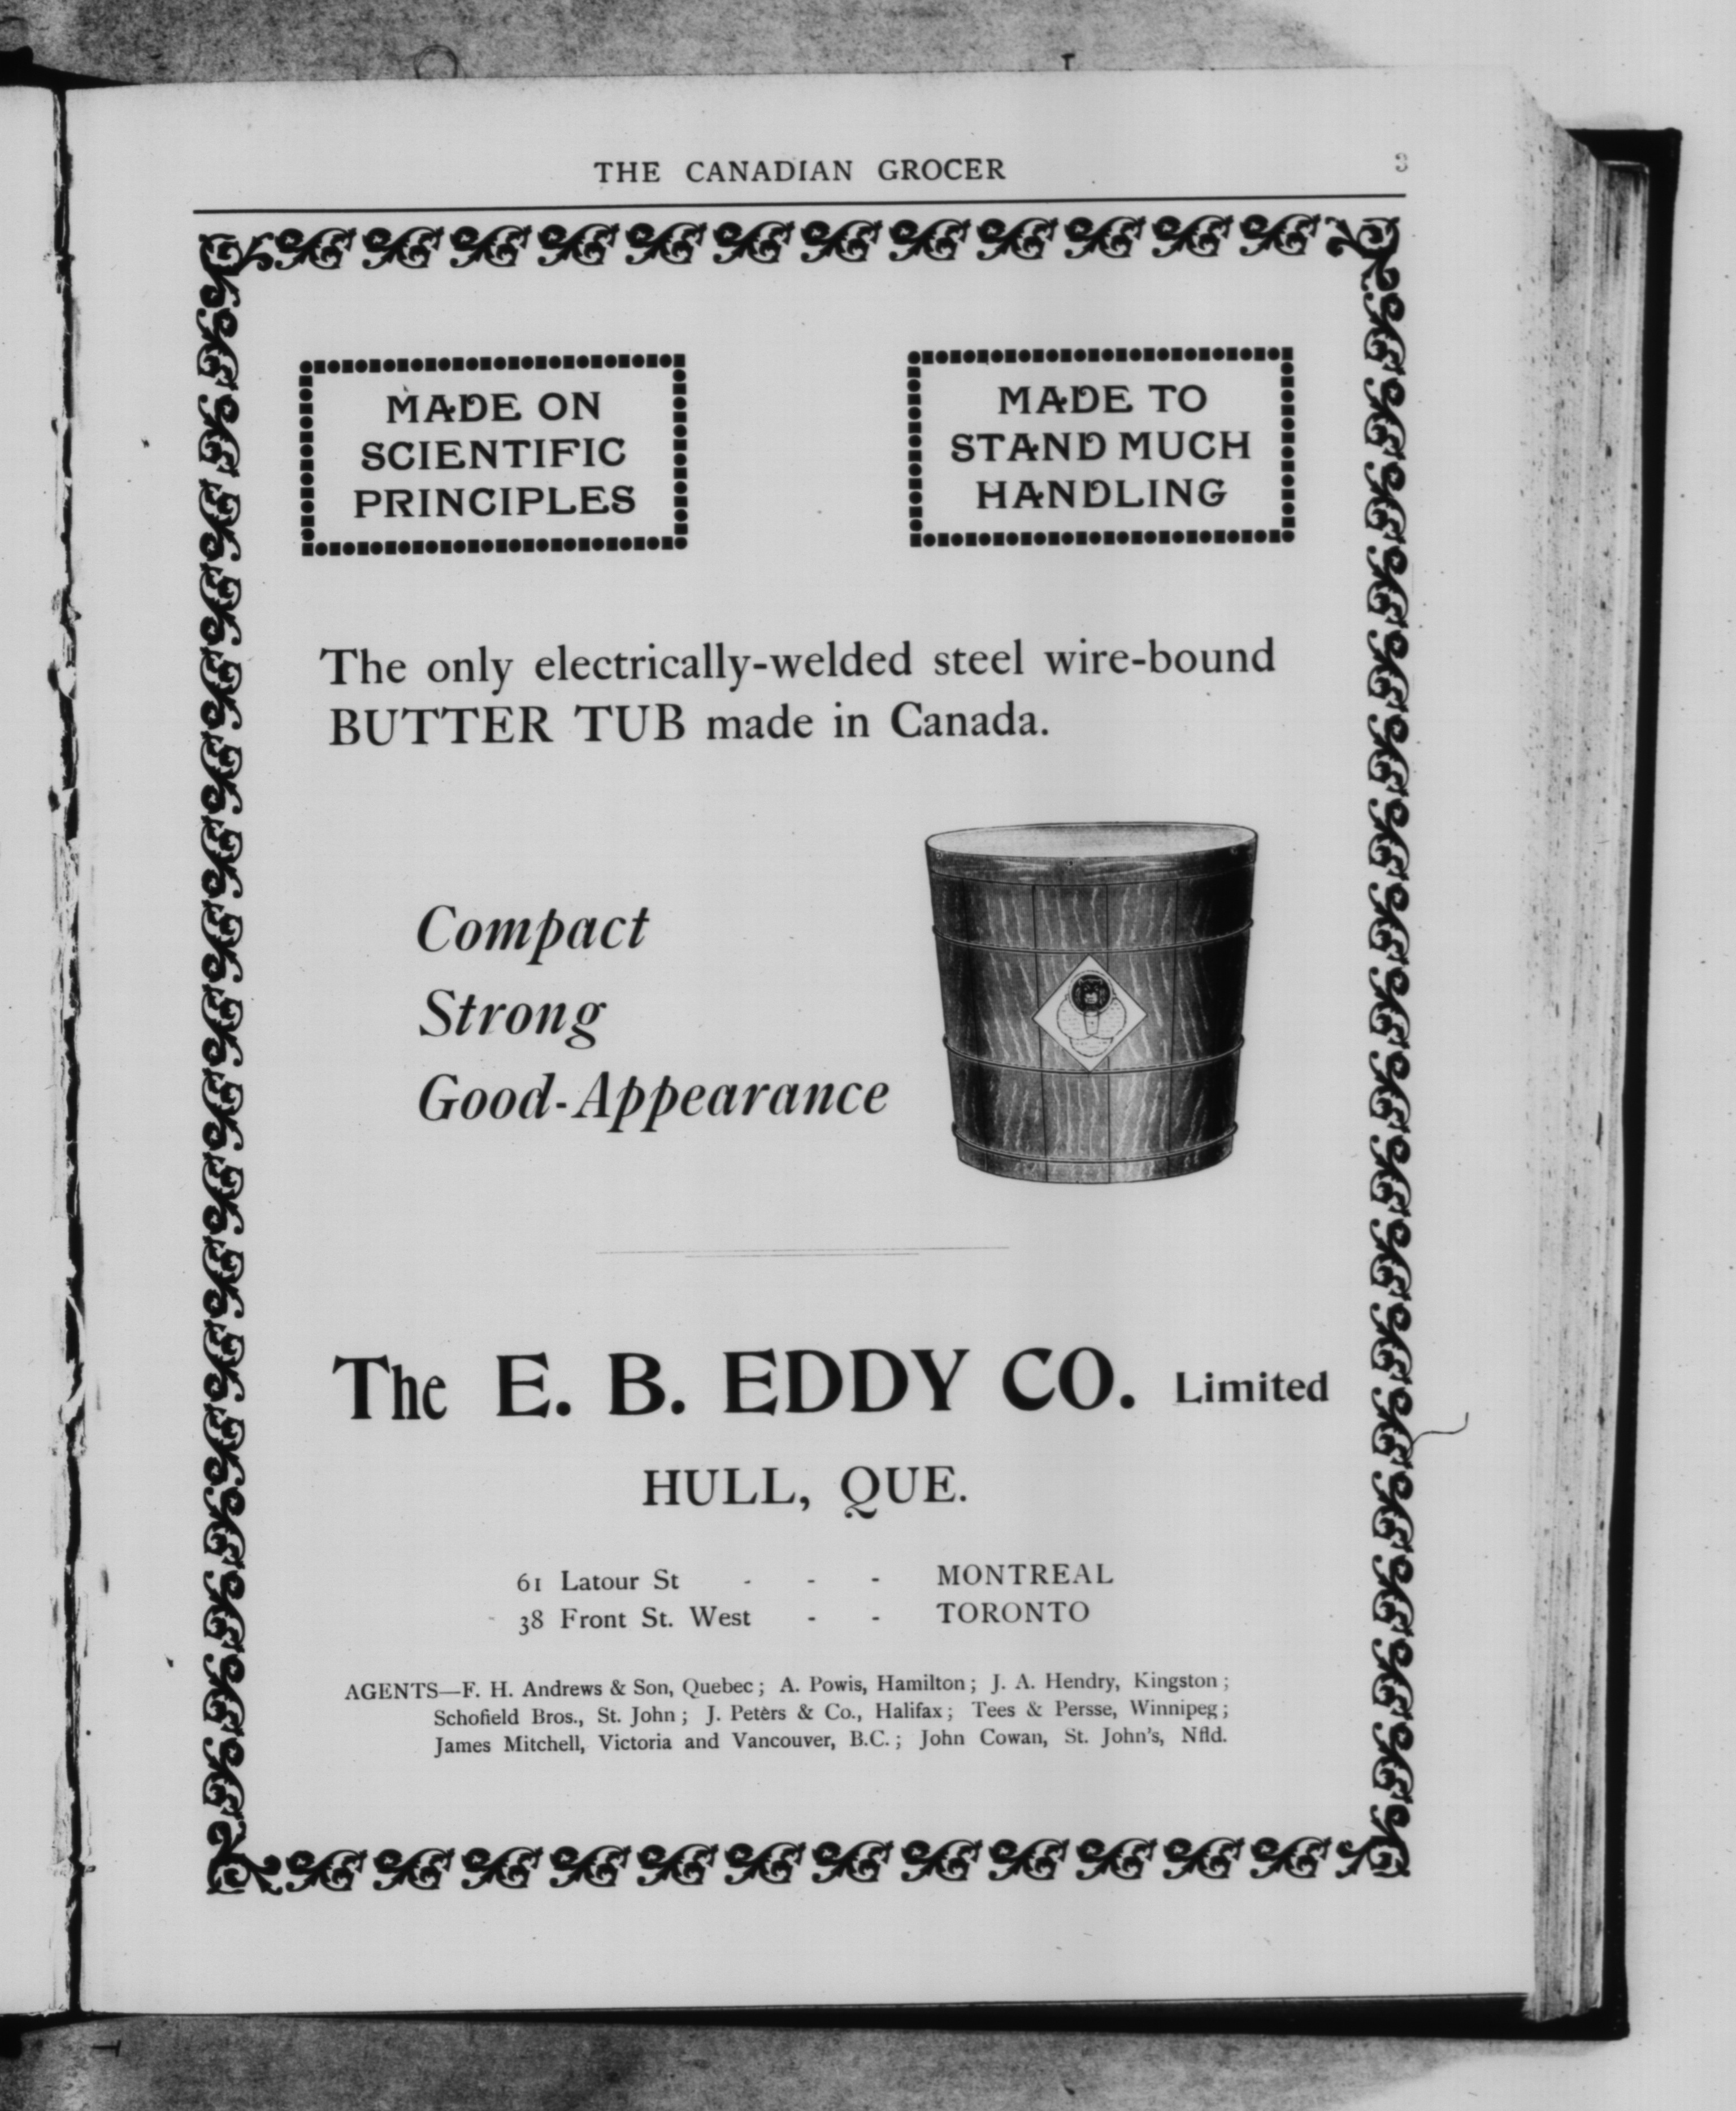 THE CANADIAN GROCER 3
MADE ON
SCIENTIFIC
PRINCIPLES
MADE TO
STAND MUCH
HANDLING
The only electrically-welded steel wire-bound
BUTTER TUB made in Canada.
Compact
Strong
Good-Appearance
The E. B. EDDY CO. Limited
HULL, QUE.
61 Latour St - - - MONTREAL
38 Front St. West - - TORONTO
AGENTS—F. H. Andrews & Son, Quebec; A. Powis, Hamilton; J. A. Hendry, Kingston;
Schofield Bros., St. John; J. Peters & Co., Halifax; Tees & Persse, Winnipeg;
James Mitchell, Victoria and Vancouver, B.C.; John Cowan, St. John's, Nfld.